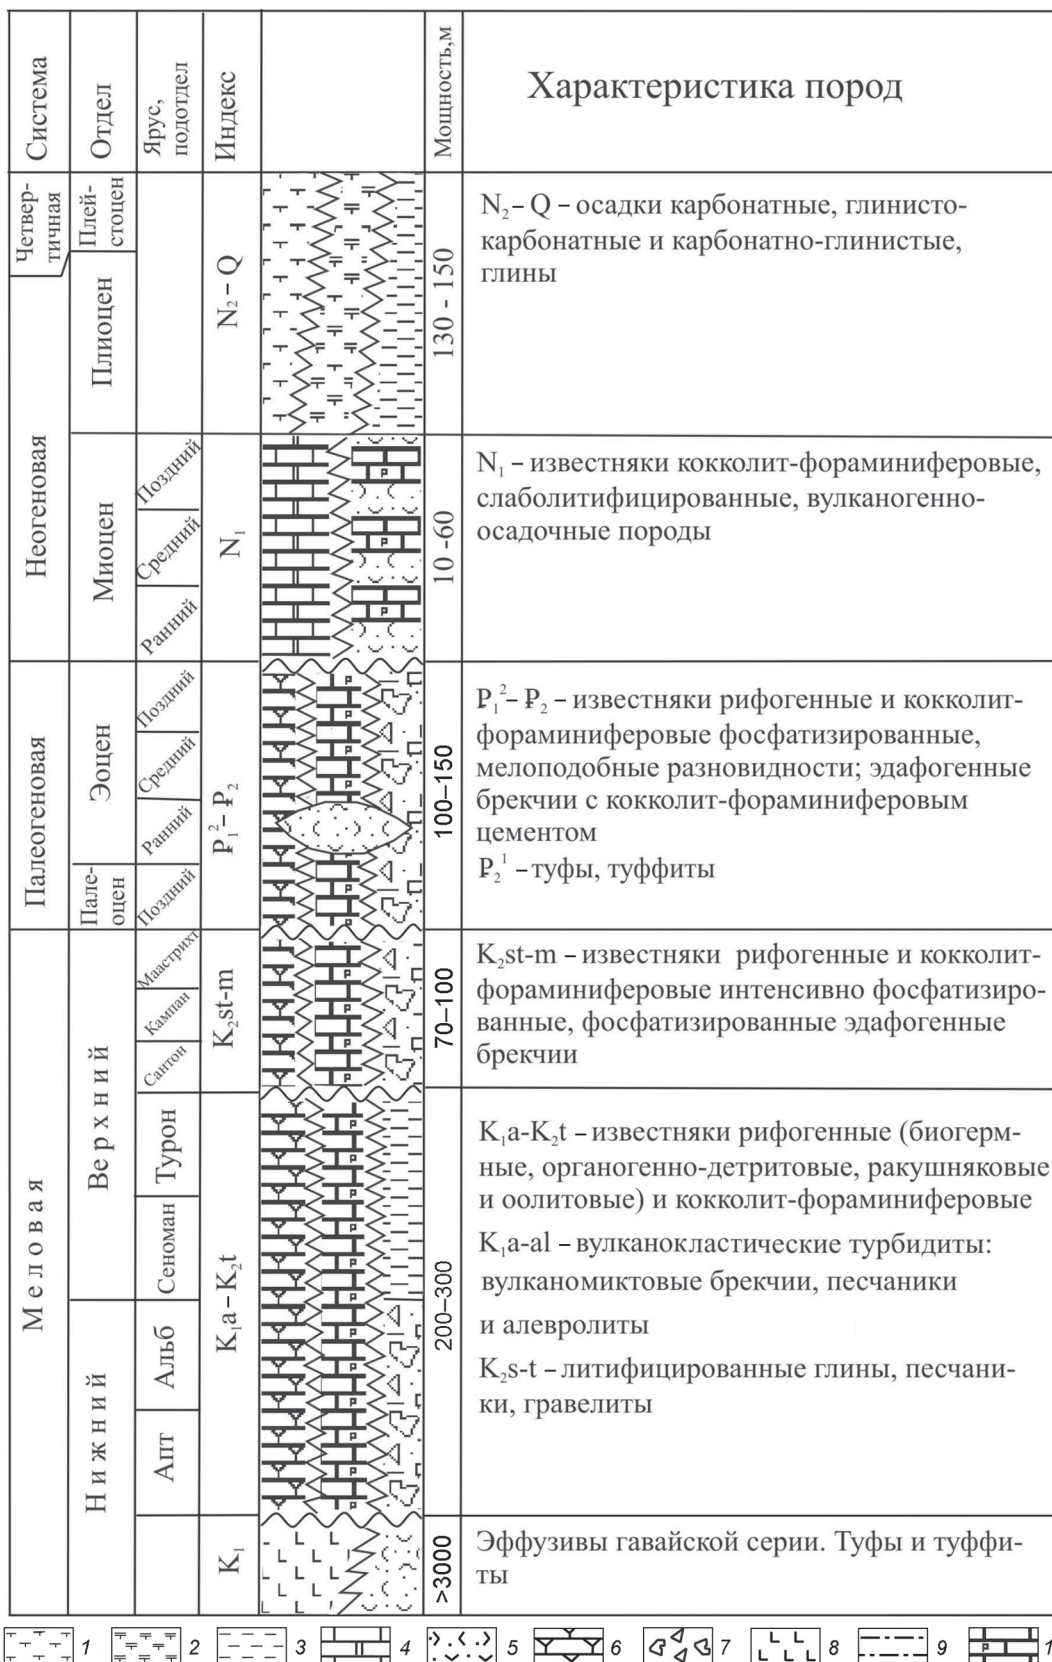 Система
Отдел
Ярус,
подотдел
Индекс
Мощность,м
Характеристика пород
Четвер-
тичная
Плей-
стоцен
Плиоцен
N₂ – Q
130 - 150
N₂ – Q – осадки карбонатные, глинисто-
карбонатные и карбонатно-глинистые,
глины
Неогеновая
Миоцен
Поздний
Средний
Ранний
N₁
10 -60
N₁ – известняки кокколит-фораминиферовые,
слаболитифицированные, вулканогенно-
осадочные породы
Палеогеновая
Эоцен
Поздний
Средний
Ранний
Пале-
оцен
Поздний
Ꝑ₁² – Ꝑ₂
100–150
Ꝑ₁² – Ꝑ₂ – известняки рифогенные и кокколит-
фораминиферовые фосфатизированные,
мелоподобные разновидности; эдафогенные
брекчии с кокколит-фораминиферовым
цементом
Ꝑ₂¹ – туфы, туффиты
Меловая
Верхний
Маастрихт
Кампан
Сантон
K₂st-m
70–100
K₂st-m – известняки рифогенные и кокколит-
фораминиферовые интенсивно фосфатизиро-
ванные, фосфатизированные эдафогенные
брекчии
Турон
Сеноман
Нижний
Альб
Апт
K₁a – K₂t
200–300
K₁a-K₂t – известняки рифогенные (биогерм-
ные, органогенно-детритовые, ракушняковые
и оолитовые) и кокколит-фораминиферовые
K₁a-al – вулканокластические турбидиты:
вулканомиктовые брекчии, песчаники
и алевролиты
K₂s-t – литифицированные глины, песчани-
ки, гравелиты
K₁
>3000
Эффузивы гавайской серии. Туфы и туффи-
ты
1 2 3 4 5 6 7 8 9 1